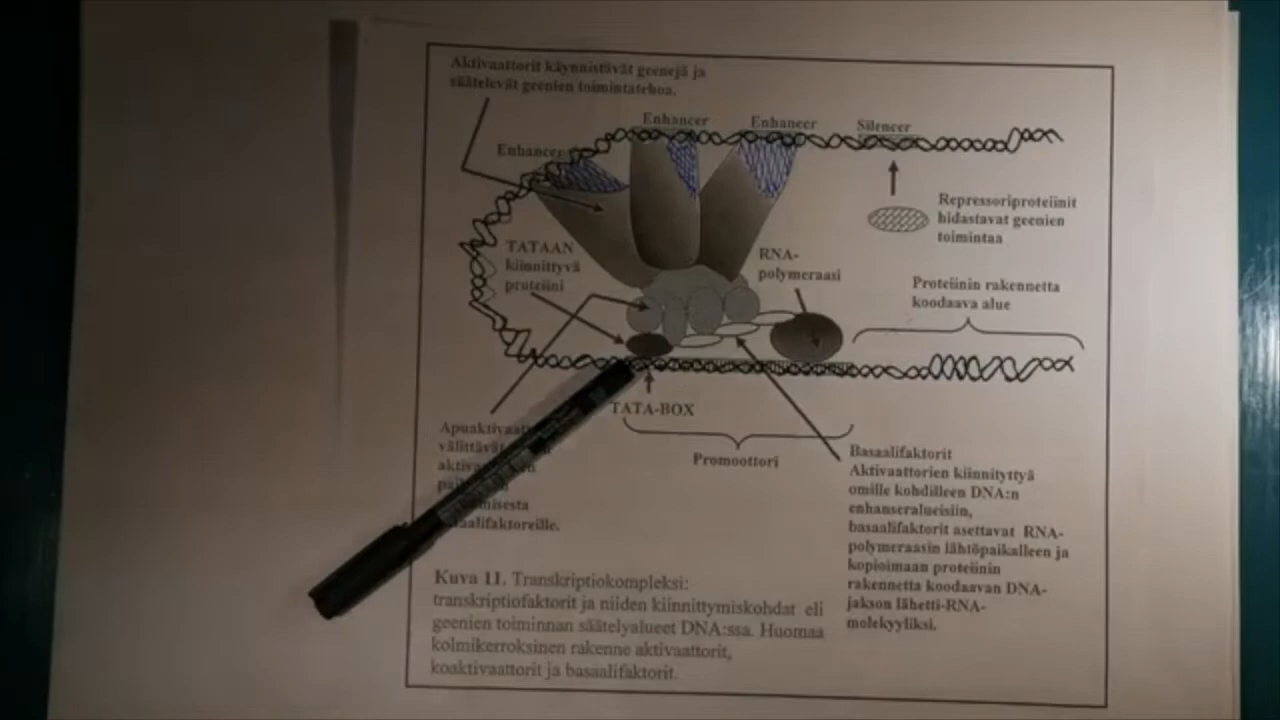 Aktivaattorit käynnistävät geenejä ja
säätelevät geenien toimintatehoa.
Enhancer
Enhancer
Silencer
Enhancer
Repressoriproteiinit
hidastavat geenien
toimintaa
TATAAN
kiinnittyvä
proteiini
RNA-
polymeraasi
Proteiinin rakennetta
koodaava alue
TATA-BOX
Promoottori
välittävät
Basaalifaktorit
Aktivaattorien kiinnityttyä
omille kohdilleen DNA:n
enhanseralueisiin,
basaalifaktorit asettavat RNA-
polymeraasin lähtöpaikalleen ja
kopioimaan proteiinin
rakennetta koodaavan DNA-
jakson lähetti-RNA-
molekyyliksi.
Kuva 11. Transkriptiokompleksi:
transkriptiofaktorit ja niiden kiinnittymiskohdat eli
geenien toiminnan säätelyalueet DNA:ssa. Huomaa
kolmikerroksinen rakenne aktivaattorit,
koaktivaattorit ja basaalifaktorit.